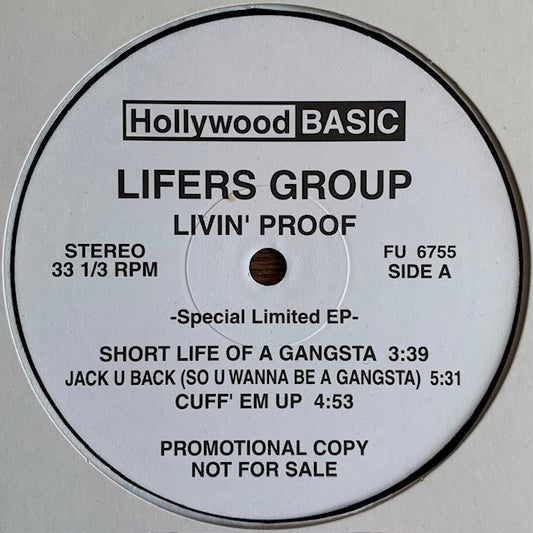 Hollywood BASIC
LIFERS GROUP
LIVIN' PROOF
STEREO
33 1/3 RPM
FU 6755
SIDE A
-Special Limited EP-
SHORT LIFE OF A GANGSTA 3:39
JACK U BACK (SO U WANNA BE A GANGSTA) 5:31
CUFF' EM UP 4:53
PROMOTIONAL COPY
NOT FOR SALE